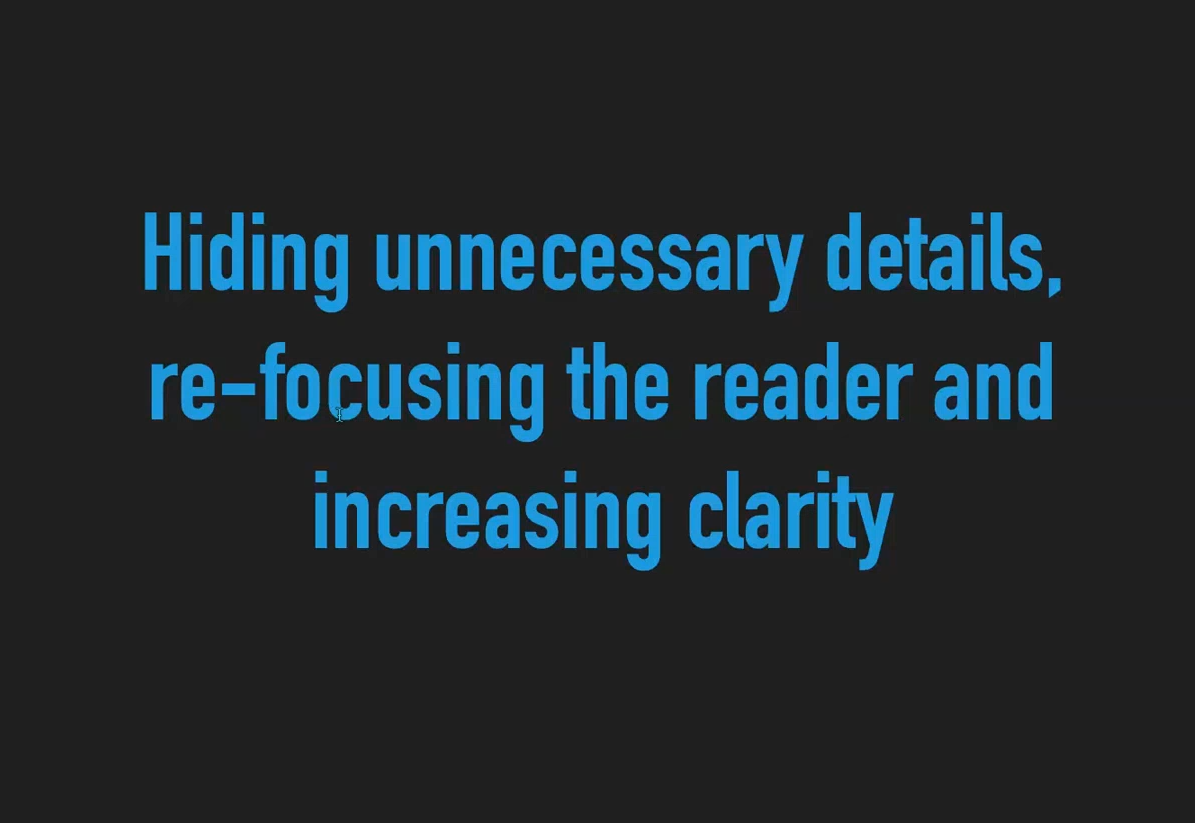 Hiding unnecessary details,
re-focusing the reader and
increasing clarity